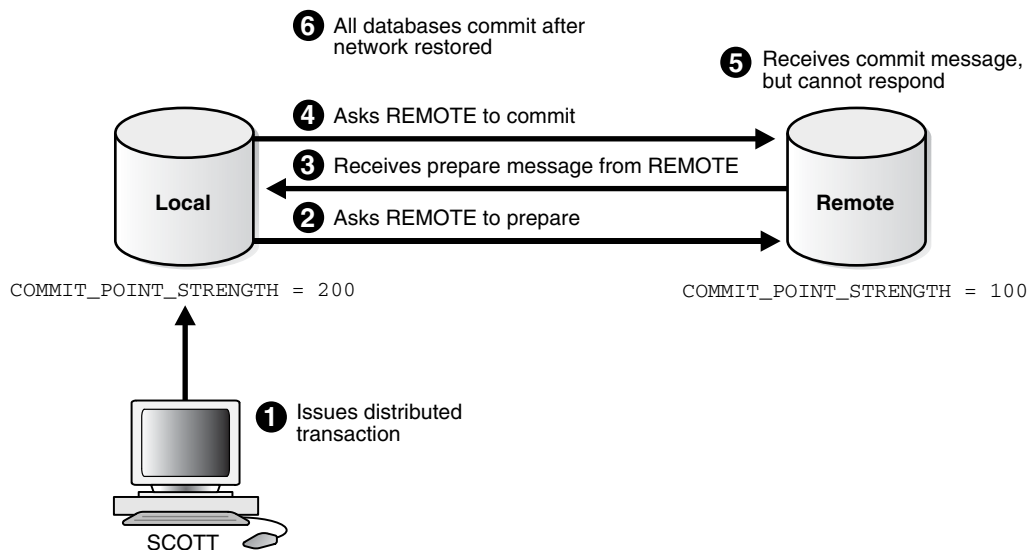 6 All databases commit after
network restored
5 Receives commit message,
but cannot respond
4 Asks REMOTE to commit
3 Receives prepare message from REMOTE
Local
Remote
2 Asks REMOTE to prepare
COMMIT_POINT_STRENGTH = 200
COMMIT_POINT_STRENGTH = 100
1 Issues distributed
transaction
SCOTT